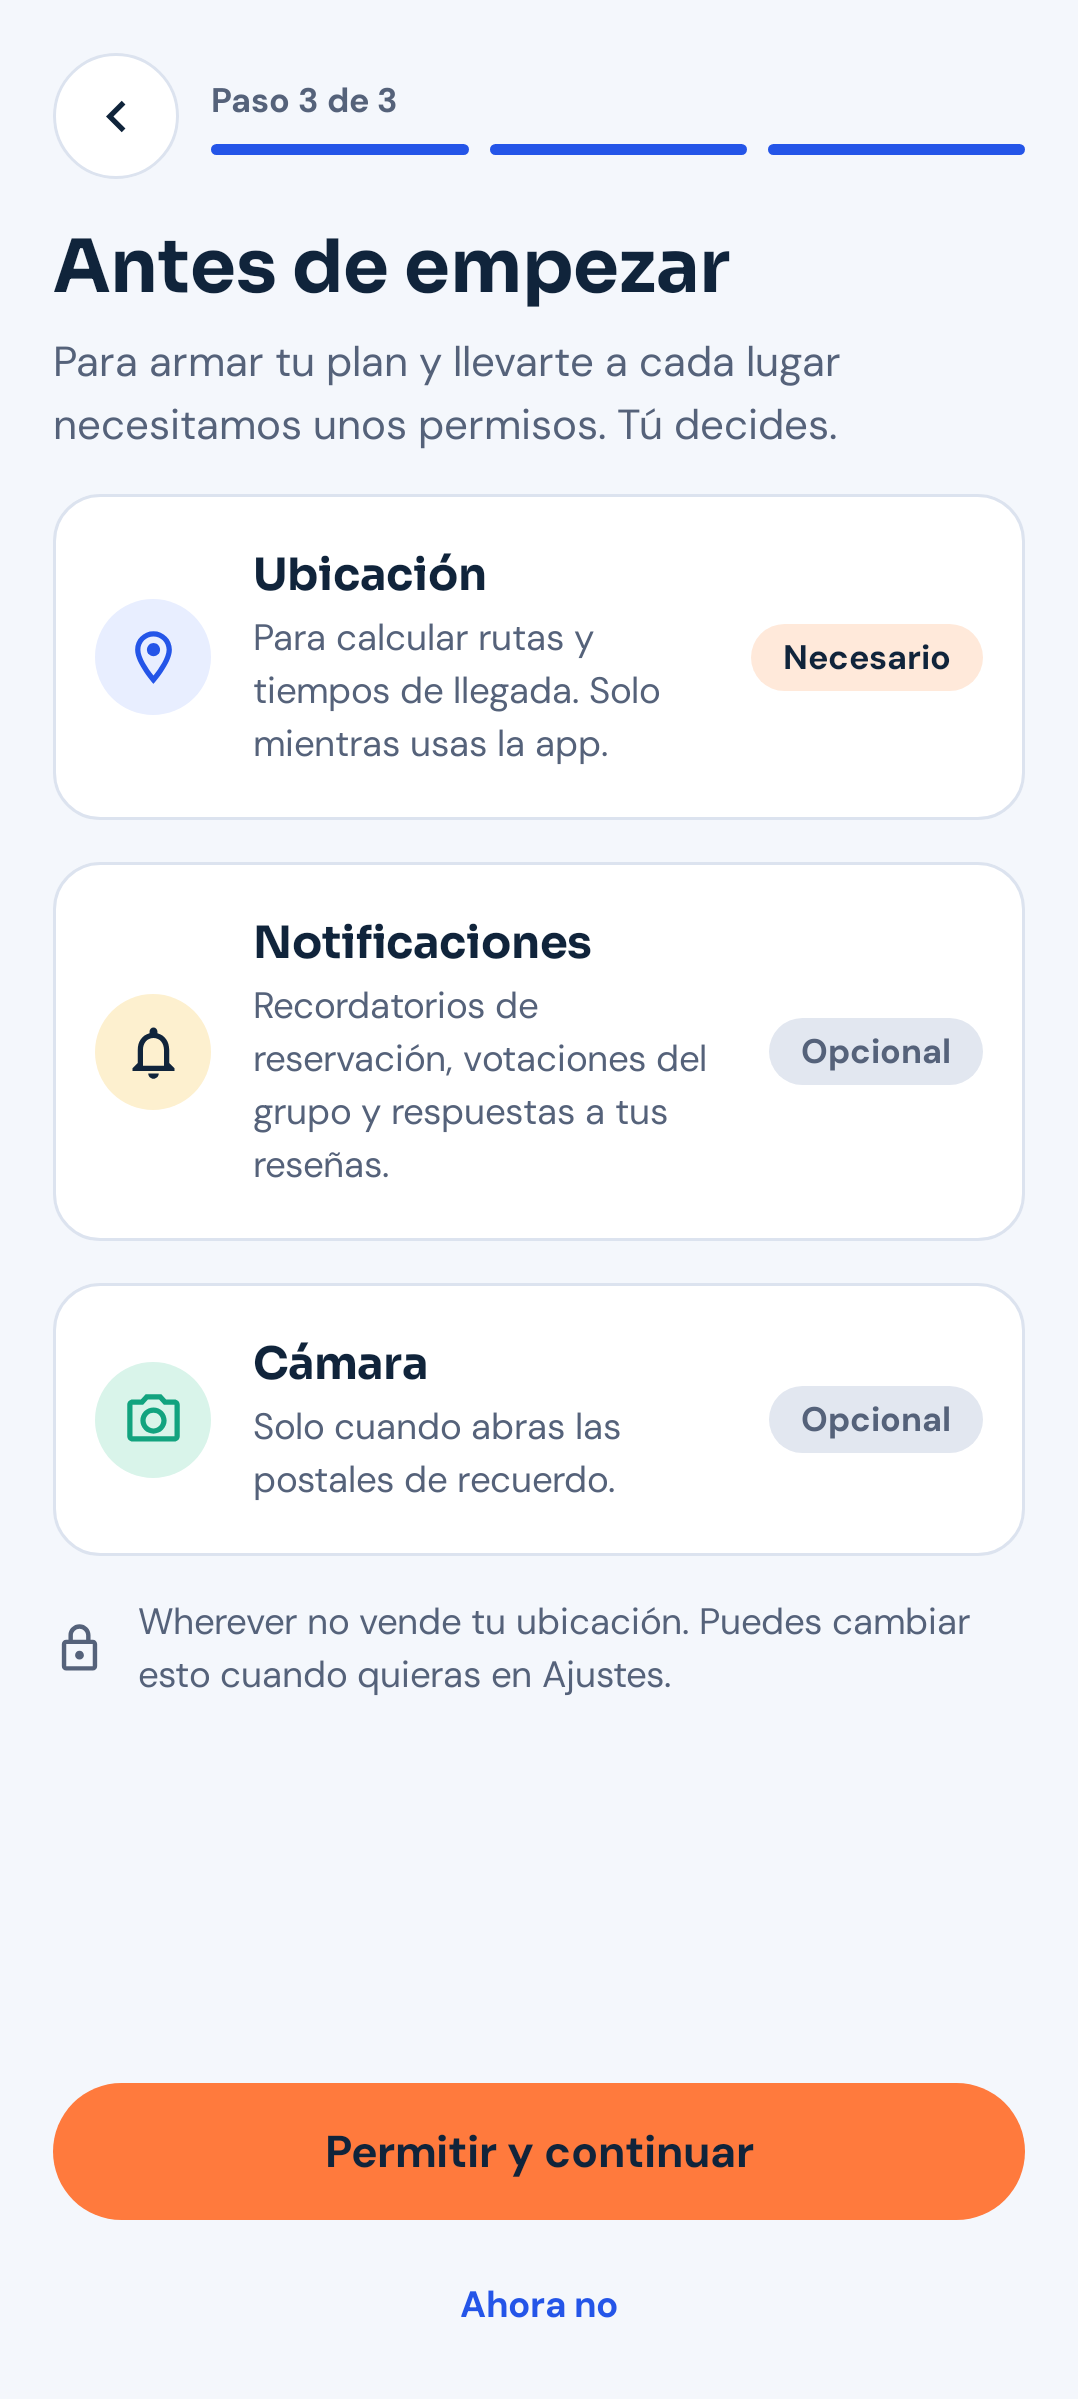 Paso 3 de 3
Antes de empezar
Para armar tu plan y llevarte a cada lugar
necesitamos unos permisos. Tú decides.
Ubicación
Para calcular rutas y
tiempos de llegada. Solo
mientras usas la app.
Necesario
Notificaciones
Recordatorios de
reservación, votaciones del
grupo y respuestas a tus
reseñas.
Opcional
Cámara
Solo cuando abras las
postales de recuerdo.
Opcional
Wherever no vende tu ubicación. Puedes cambiar
esto cuando quieras en Ajustes.
Permitir y continuar
Ahora no